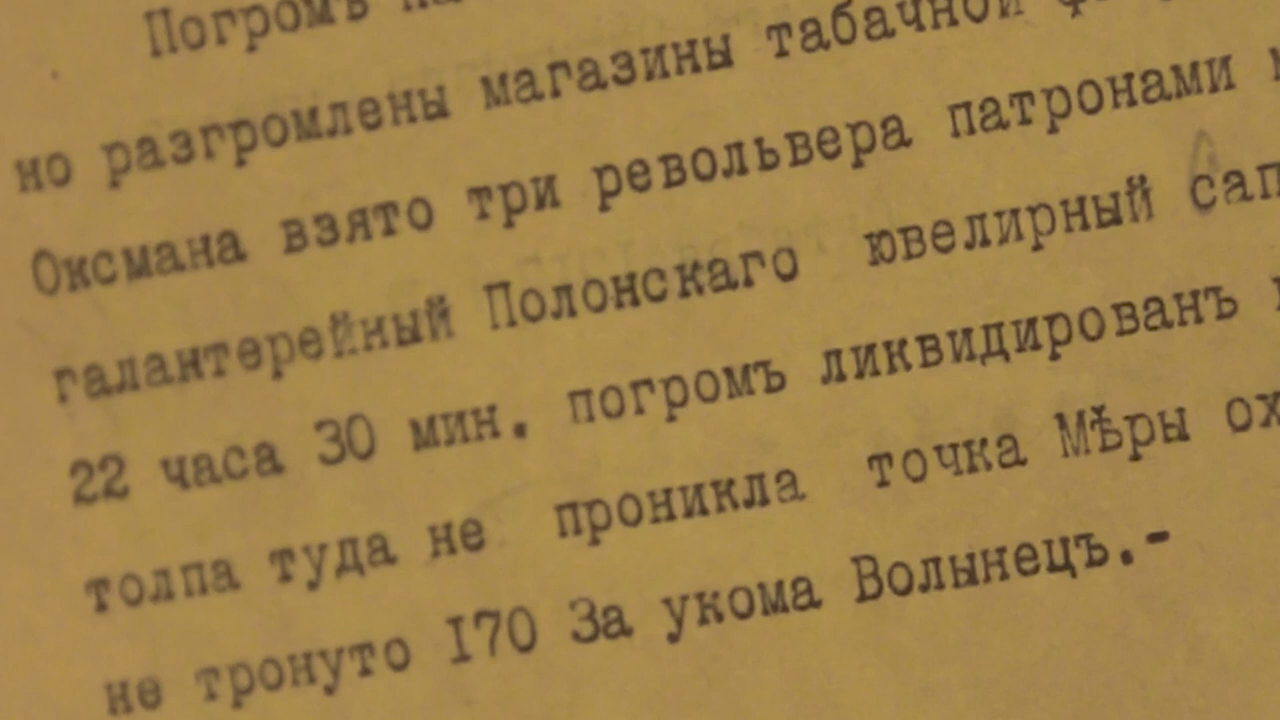 Погромъ
но разгромлены магазины табачной
Оксмана взято три револьвера патронами
галантерейный Полонскаго ювелирный
22 часа 30 мин. погромъ ликвидированъ
толпа туда не проникла точка Мѣры
не тронуто I70 За укома Волынецъ.-